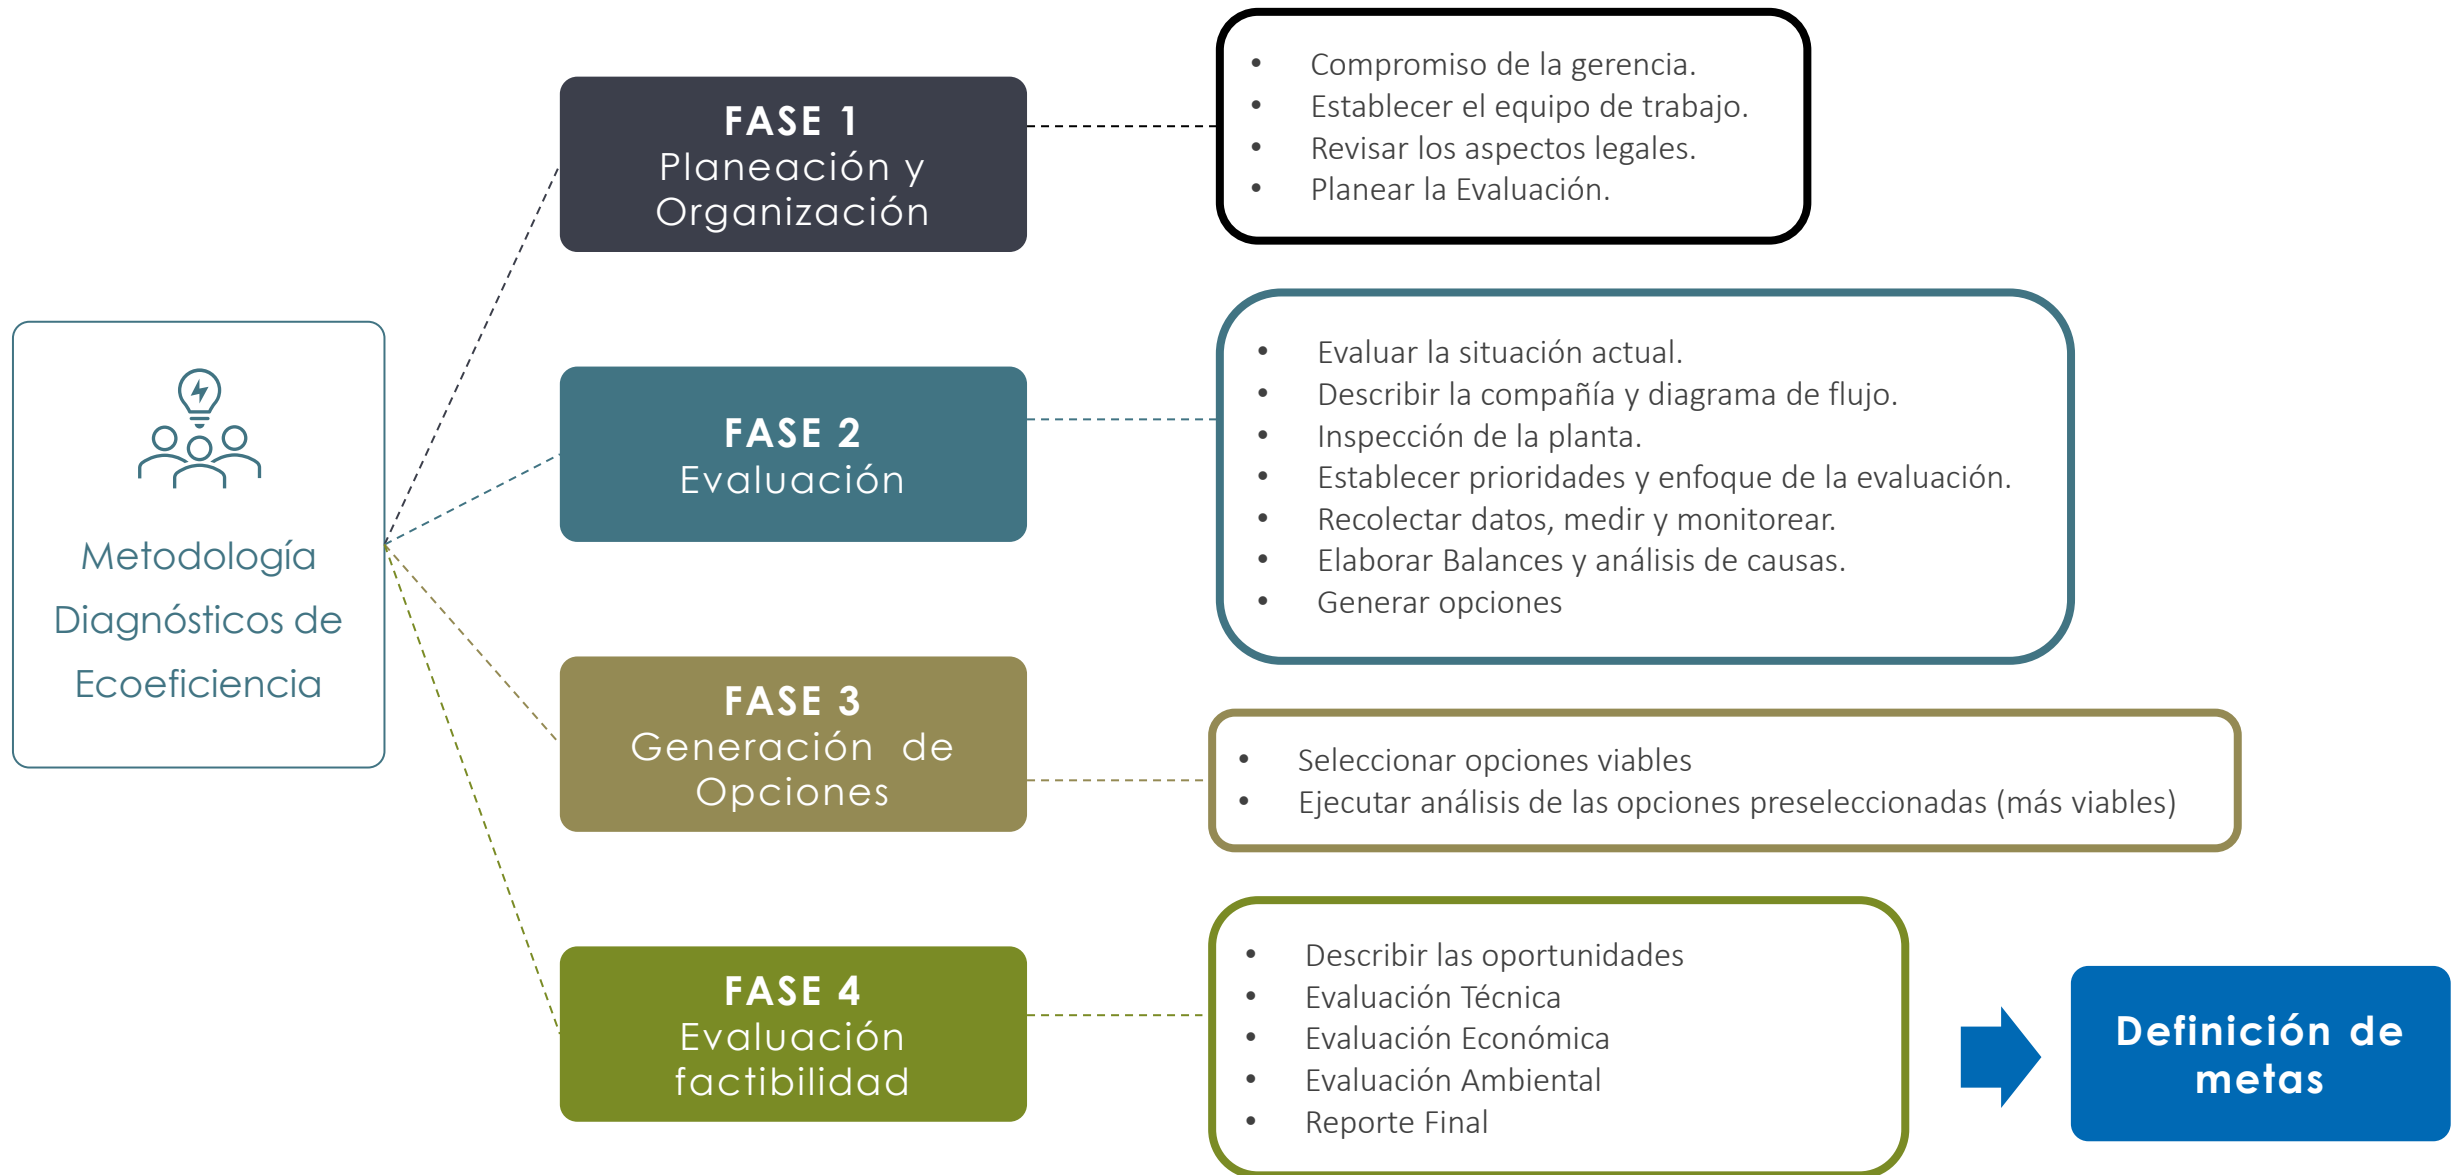 Metodología
Diagnósticos de
Ecoeficiencia
FASE 1
Planeación y
Organización
• Compromiso de la gerencia.
• Establecer el equipo de trabajo.
• Revisar los aspectos legales.
• Planear la Evaluación.
FASE 2
Evaluación
• Evaluar la situación actual.
• Describir la compañía y diagrama de flujo.
• Inspección de la planta.
• Establecer prioridades y enfoque de la evaluación.
• Recolectar datos, medir y monitorear.
• Elaborar Balances y análisis de causas.
• Generar opciones
FASE 3
Generación de
Opciones
• Seleccionar opciones viables
• Ejecutar análisis de las opciones preseleccionadas (más viables)
FASE 4
Evaluación
factibilidad
• Describir las oportunidades
• Evaluación Técnica
• Evaluación Económica
• Evaluación Ambiental
• Reporte Final
Definición de
metas